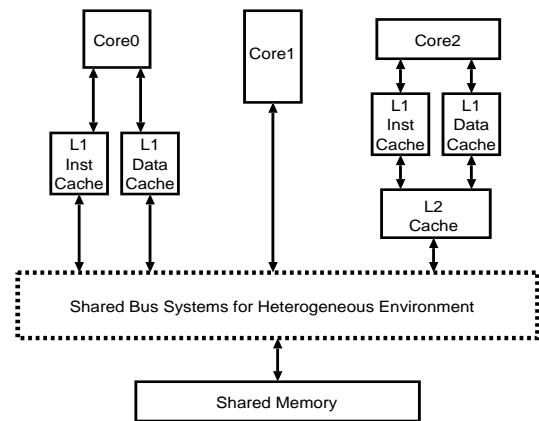 Core0
Core1
Core2
L1
Inst
Cache
L1
Data
Cache
L1
Inst
Cache
L1
Data
Cache
L2
Cache
Shared Bus Systems for Heterogeneous Environment
Shared Memory